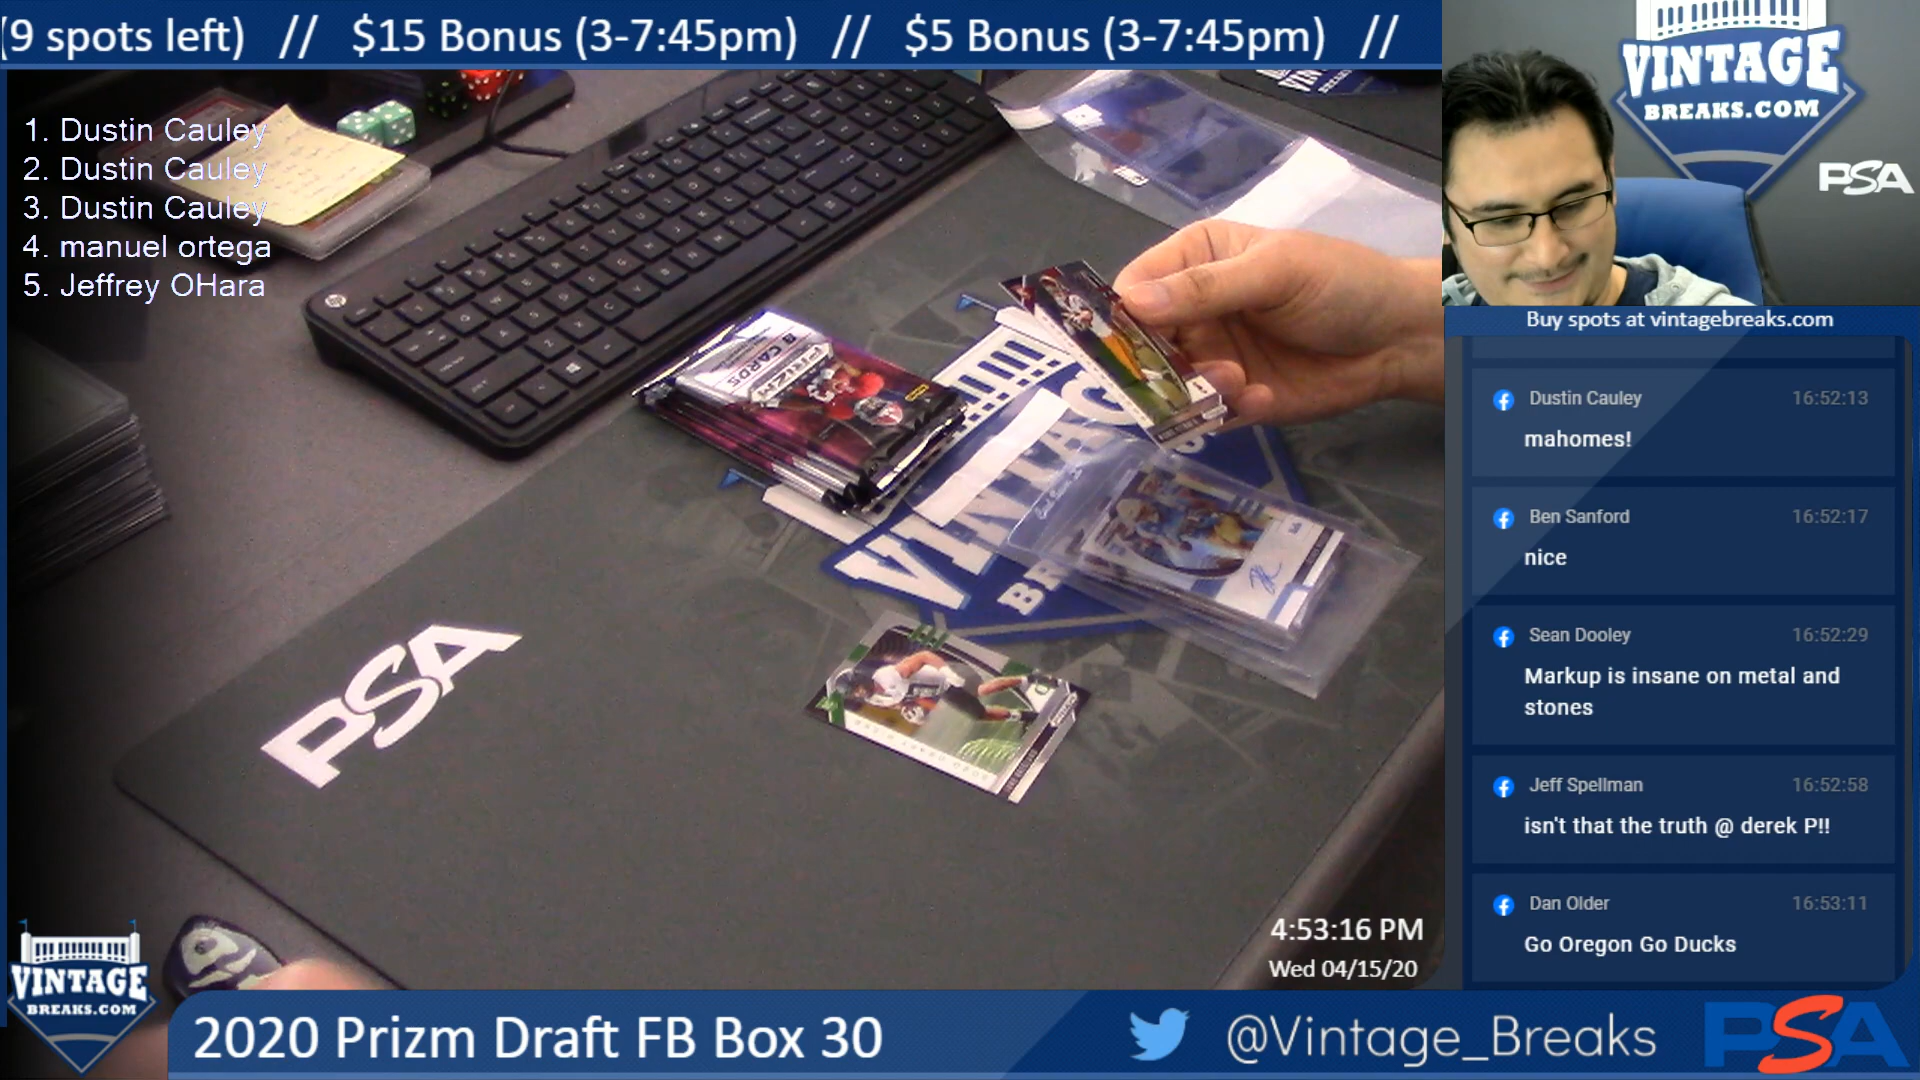 (9 spots left) // $15 Bonus (3-7:45pm) // $5 Bonus (3-7:45pm) //
1. Dustin Cauley
2. Dustin Cauley
3. Dustin Cauley
4. manuel ortega
5. Jeffrey OHara
VINTAGE
BREAKS.COM
PSA
Buy spots at vintagebreaks.com
Dustin Cauley 16:52:13
mahomes!
Ben Sanford 16:52:17
nice
Sean Dooley 16:52:29
Markup is insane on metal and
stones
Jeff Spellman 16:52:58
isn't that the truth @ derek P!!
Dan Older 16:53:11
Go Oregon Go Ducks
8 CARDS
PRIZM
VINTAG
BR
PSA
4:53:16 PM
Wed 04/15/20
VINTAGE
BREAKS.COM
2020 Prizm Draft FB Box 30
@Vintage_Breaks
PSA